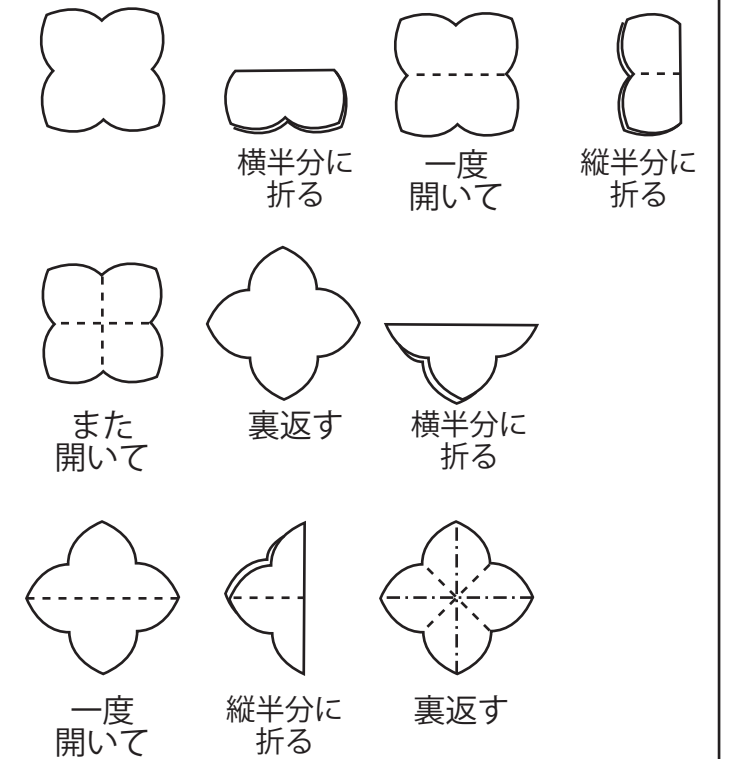 横半分に
折る
一度
開いて
縦半分に
折る
また
開いて
裏返す
横半分に
折る
一度
開いて
縦半分に
折る
裏返す